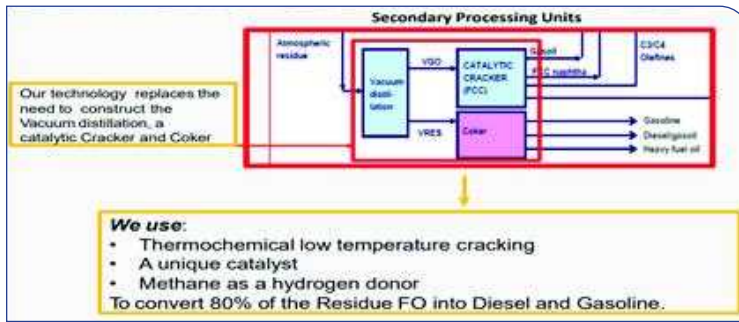 Secondary Processing Units
Atmospheric
residue
VGO
Vacuum
distil-
lation
CATALYTIC
CRACKER
(FCC)
Gasoil
FCC naphtha
C3/C4
Olefines
VRES
Coker
Gasoline
Diesel/gasoil
Heavy fuel oil
Our technology replaces the
need to construct the
Vacuum distillation, a
catalytic Cracker and Coker
We use:
• Thermochemical low temperature cracking
• A unique catalyst
• Methane as a hydrogen donor
To convert 80% of the Residue FO into Diesel and Gasoline.